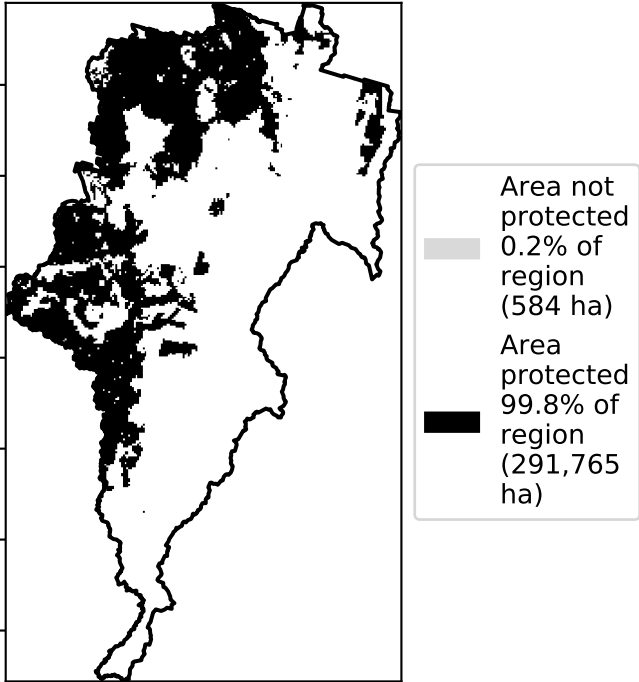 Area not
protected
0.2% of
region
(584 ha)
Area
protected
99.8% of
region
(291,765
ha)